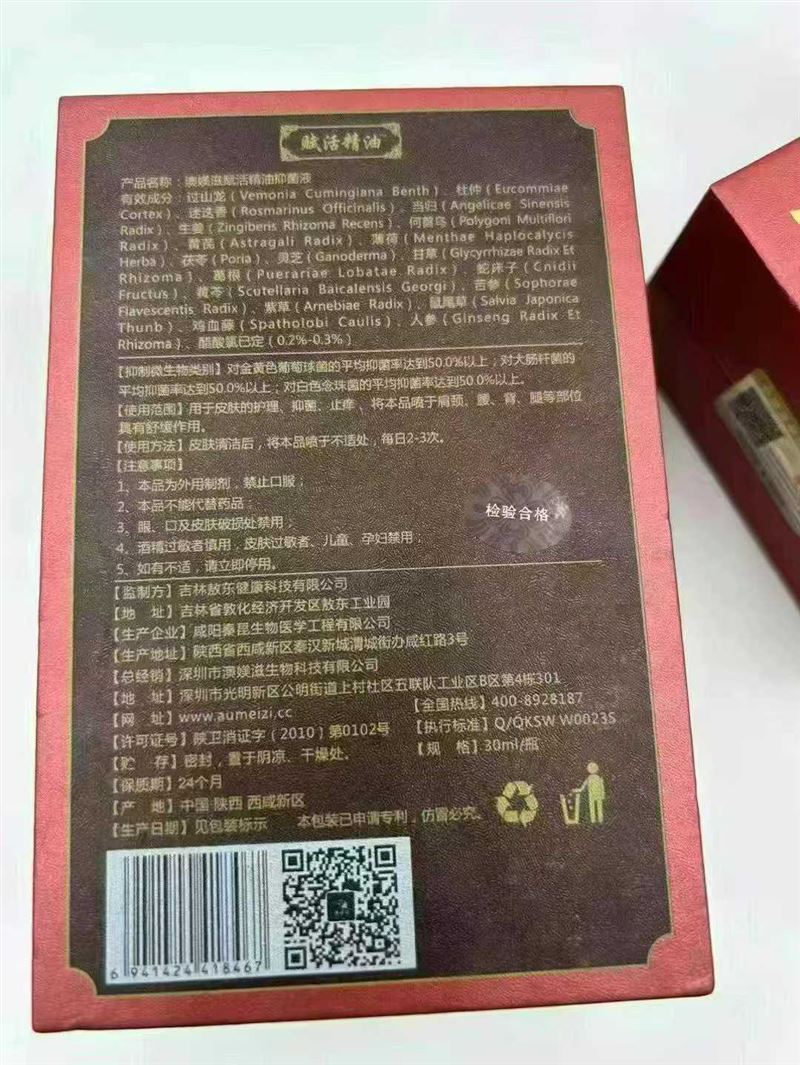 赋活精油
产品名称：澳媄滋赋活精油抑菌液
有效成分：过山龙（Vemonia Cumingiana Benth）、杜仲（Eucommiae
Cortex）、迷迭香（Rosmarinus Officinalis）、当归（Angelicae Sinensis
Radix）、生姜（Zingiberis Rhizoma Recens）、何首乌（Polygoni Multiflori
Radix）、黄芪（Astragali Radix）、薄荷（Menthae Haplocalycis
Herba）、茯苓（Poria）、灵芝（Ganoderma）、甘草（Glycyrrhizae Radix Et
Rhizoma）、葛根（Puerariae Lobatae Radix）、蛇床子（Cnidii
Fructus）、黄芩（Scutellaria Baicalensis Georgi）、苦参（Sophorae
Flavescentis Radix）、紫草（Arnebiae Radix）、鼠尾草（Salvia Japonica
Thunb）、鸡血藤（Spatholobi Caulis）、人参（Ginseng Radix Et
Rhizoma）、醋酸氯已定（0.2%-0.3%）
【抑制微生物类别】对金黄色葡萄球菌的平均抑菌率达到50.0%以上；对大肠杆菌的
平均抑菌率达到50.0%以上；对白色念珠菌的平均抑菌率达到50.0%以上。
【使用范围】用于皮肤的护理、抑菌、止痒，将本品喷于肩颈、腰、背、腿等部位
具有舒缓作用。
【使用方法】皮肤清洁后，将本品喷于不适处，每日2-3次。
【注意事项】
1、本品为外用制剂，禁止口服；
2、本品不能代替药品；
3、眼、口及皮肤破损处禁用；
4、酒精过敏者慎用，皮肤过敏者、儿童、孕妇禁用；
5、如有不适，请立即停用。
检验合格
【监制方】吉林敖东健康科技有限公司
【地 址】吉林省敦化经济开发区敖东工业园
【生产企业】咸阳秦昆生物医学工程有限公司
【生产地址】陕西省西咸新区秦汉新城渭城街办咸红路3号
【总经销】深圳市澳媄滋生物科技有限公司
【地 址】深圳市光明新区公明街道上村社区五联队工业区B区第4栋301
【网 址】www.aumeizi.cc 【全国热线】400-8928187
【许可证号】陕卫消证字（2010）第0102号 【执行标准】Q/QKSW W0023S
【贮 存】密封，置于阴凉、干燥处。 【规 格】30ml/瓶
【保质期】24个月
【产 地】中国·陕西 西咸新区
【生产日期】见包装标示 本包装已申请专利，仿冒必究。
6 941424 418467